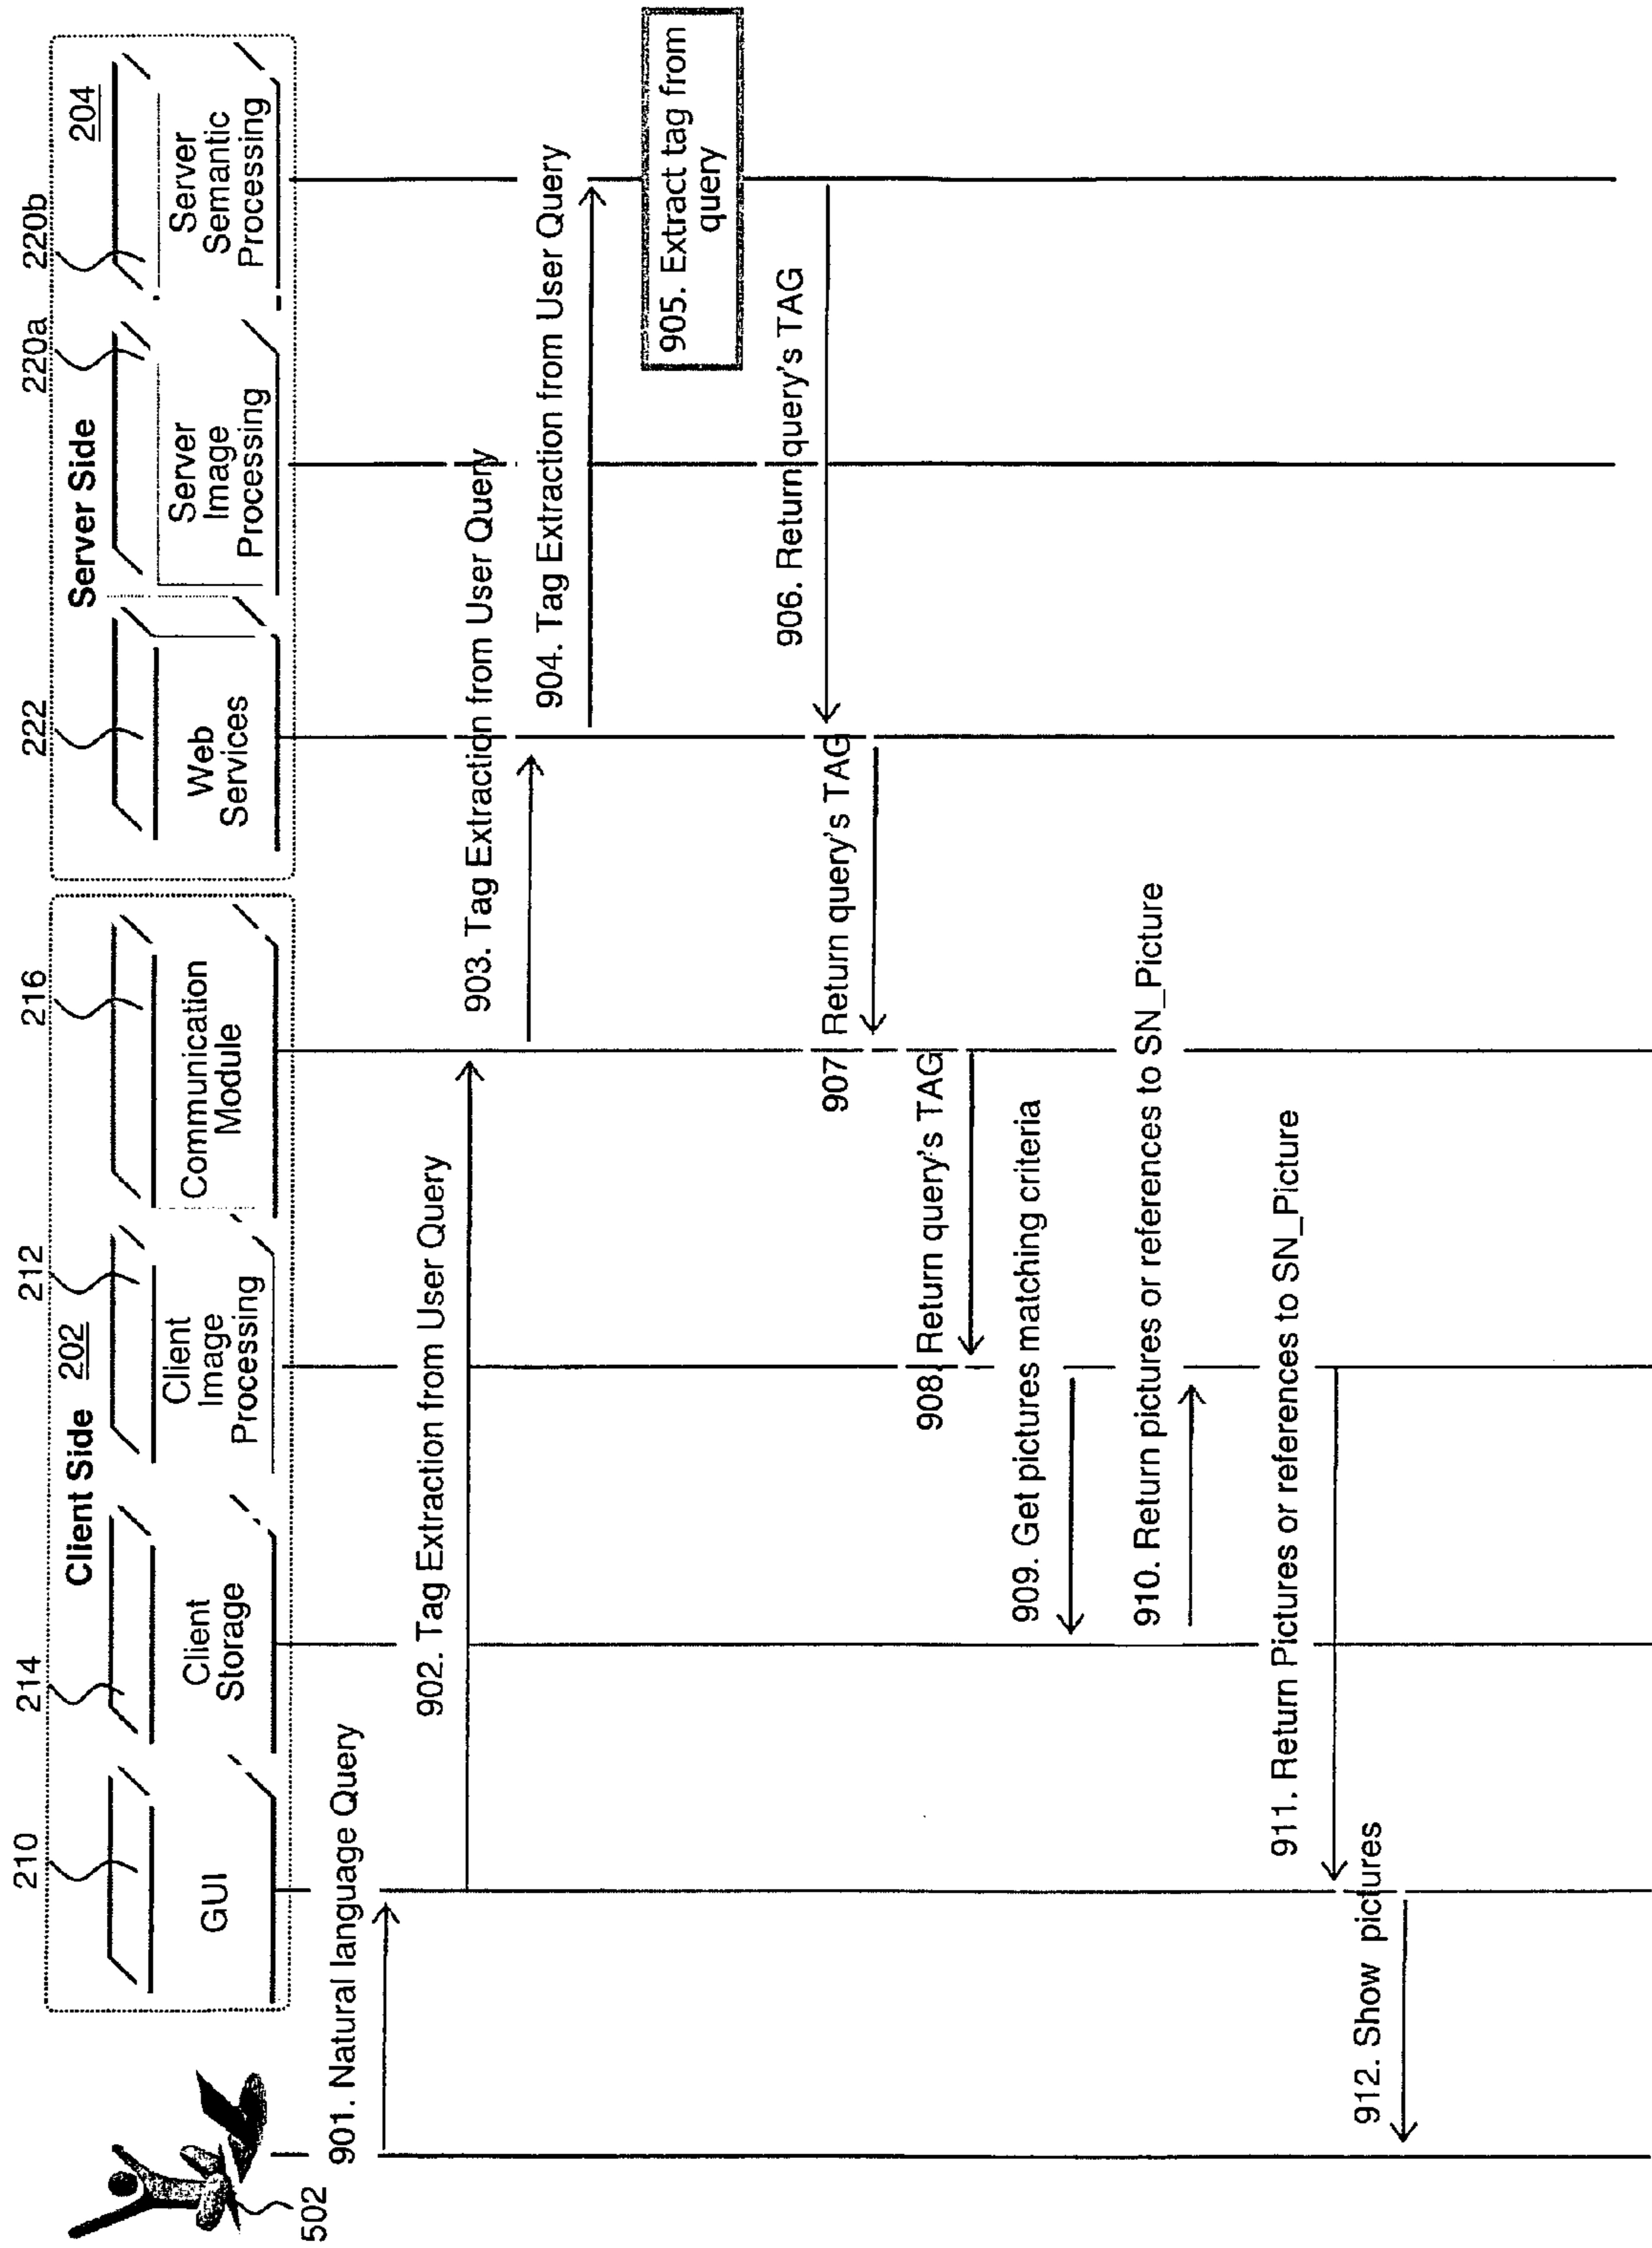 Client Side 202
Server Side
204
502
210
214
212
216
222
220a
220b
GUI
Client
Storage
Client
Image
Processing
Communication
Module
Web
Services
Server
Image
Processing
Server
Semantic
Processing
901. Natural language Query
902. Tag Extraction from User Query
903. Tag Extraction from User Query
904. Tag Extraction from User Query
905. Extract tag from
query
906. Return query's TAG
907 Return query's TAG
908. Return query's TAG
909. Get pictures matching criteria
910. Return pictures or references to SN_Picture
911. Return Pictures or references to SN_Picture
912. Show pictures